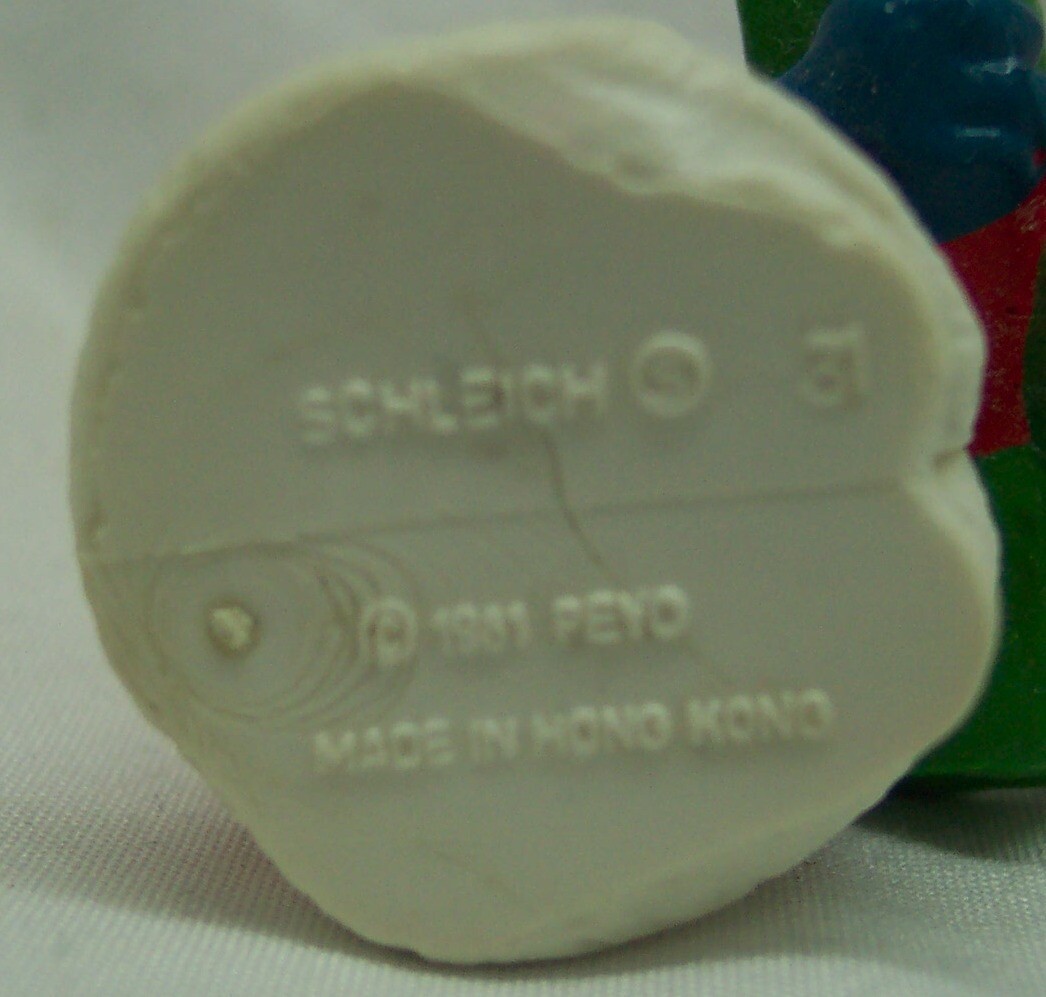 SCHLEICH Ⓢ
© 1981 PEYO
MADE IN HONG KONG